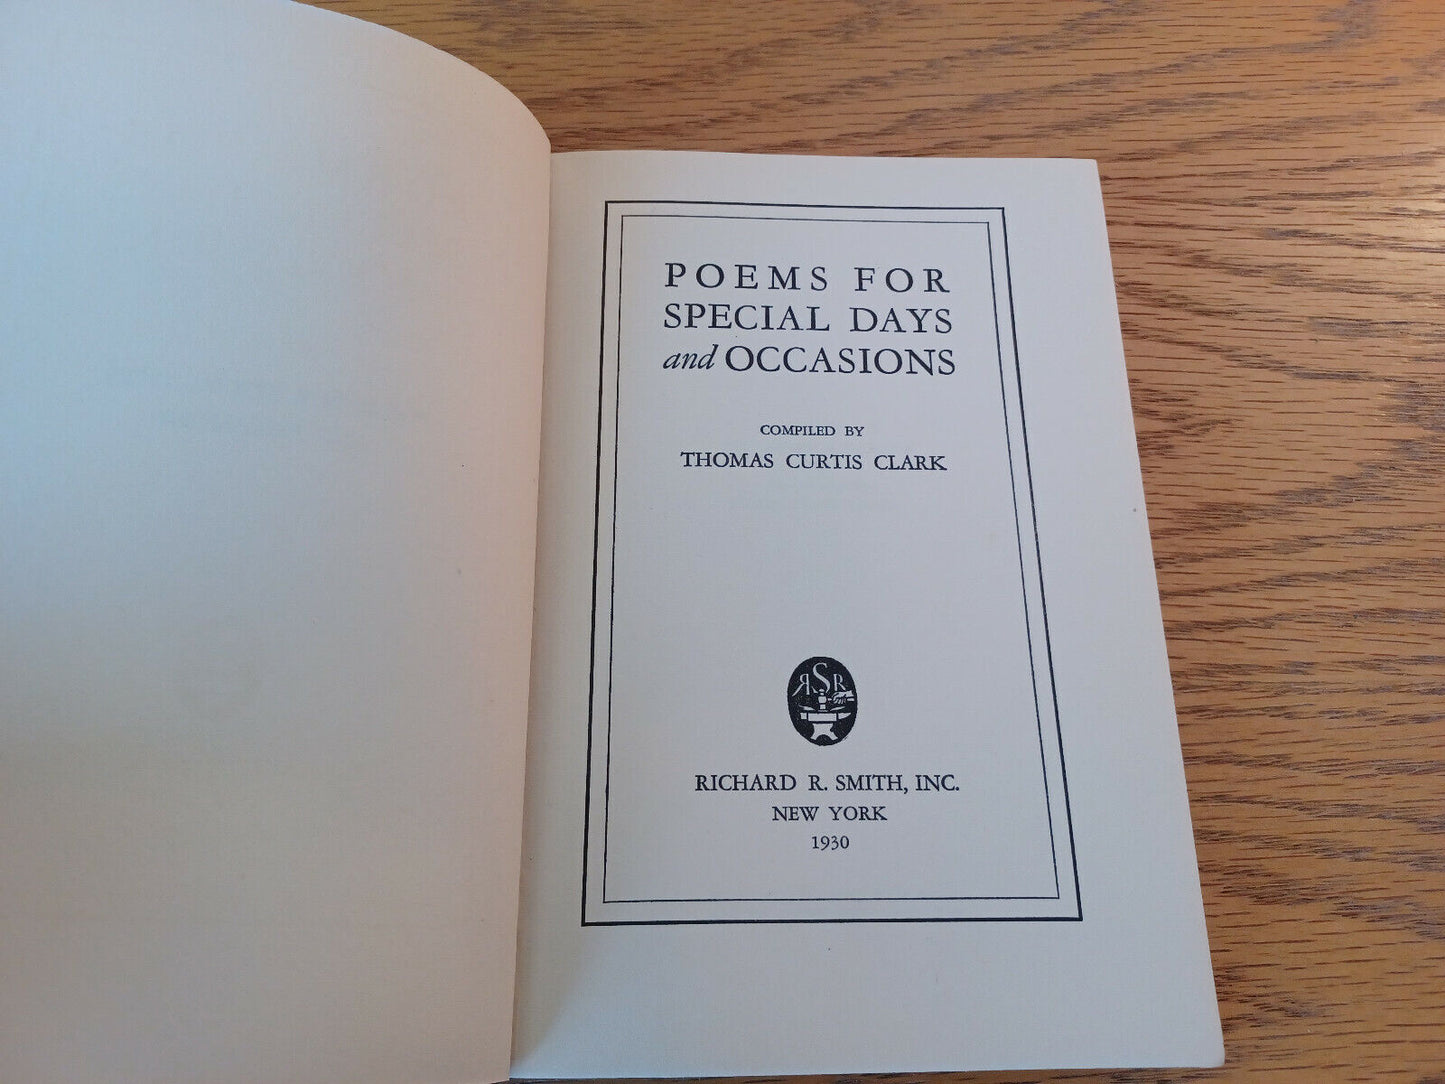 POEMS FOR
SPECIAL DAYS
and OCCASIONS
COMPILED BY
THOMAS CURTIS CLARK
RSR
RICHARD R. SMITH, INC.
NEW YORK
1930